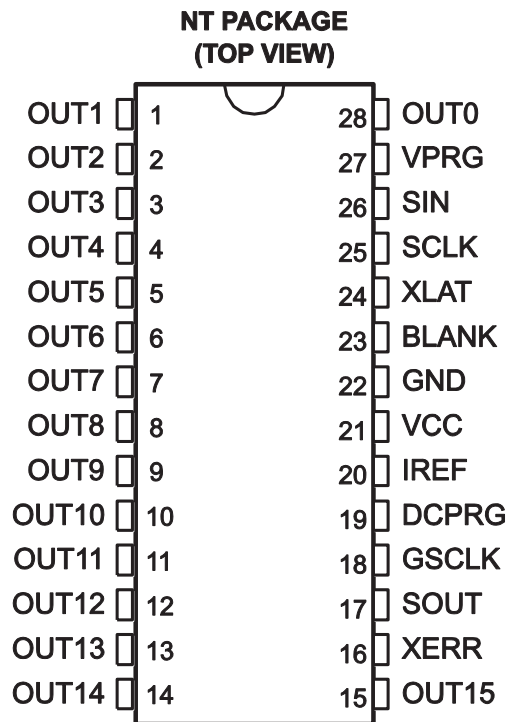 NT PACKAGE
(TOP VIEW)
OUT1 1 28 OUT0
OUT2 2 27 VPRG
OUT3 3 26 SIN
OUT4 4 25 SCLK
OUT5 5 24 XLAT
OUT6 6 23 BLANK
OUT7 7 22 GND
OUT8 8 21 VCC
OUT9 9 20 IREF
OUT10 10 19 DCPRG
OUT11 11 18 GSCLK
OUT12 12 17 SOUT
OUT13 13 16 XERR
OUT14 14 15 OUT15